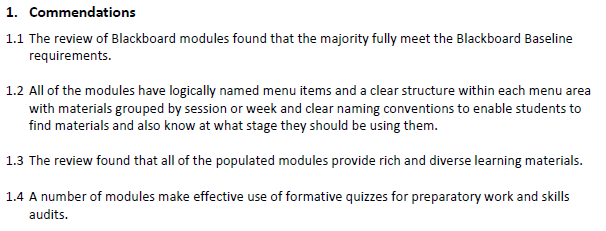 1. Commendations
1.1 The review of Blackboard modules found that the majority fully meet the Blackboard Baseline
requirements.
1.2 All of the modules have logically named menu items and a clear structure within each menu area
with materials grouped by session or week and clear naming conventions to enable students to
find materials and also know at what stage they should be using them.
1.3 The review found that all of the populated modules provide rich and diverse learning materials.
1.4 A number of modules make effective use of formative quizzes for preparatory work and skills
audits.